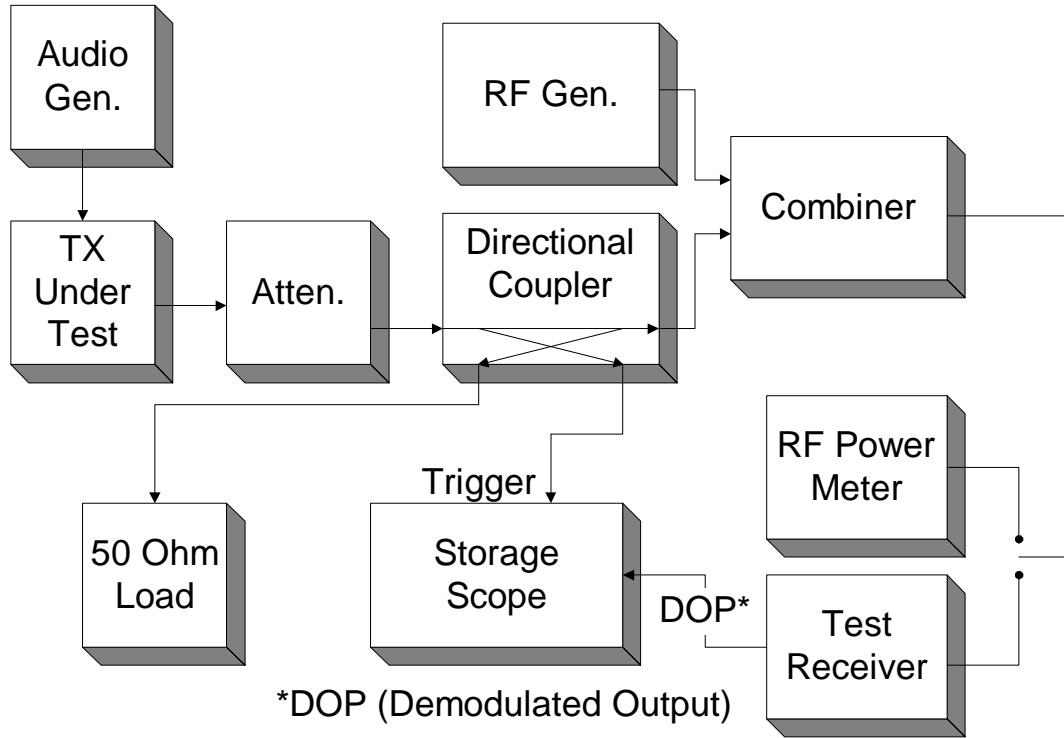 Audio
Gen.
RF Gen.
Combiner
TX
Under
Test
Atten.
Directional
Coupler
RF Power
Meter
Trigger
50 Ohm
Load
Storage
Scope
DOP*
Test
Receiver
*DOP (Demodulated Output)